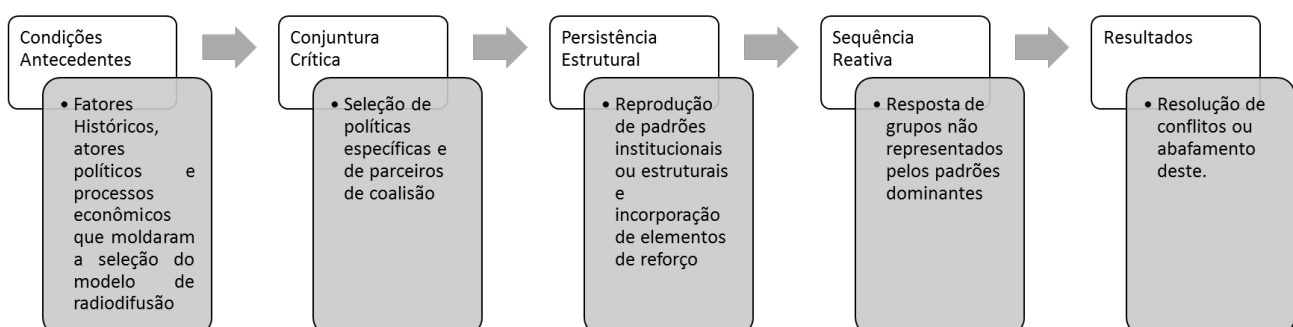 Condições
Antecedentes
• Fatores
Históricos,
atores
políticos e
processos
econômicos
que moldaram
a seleção do
modelo de
radiodifusão
Conjuntura
Crítica
• Seleção de
políticas
específicas e
de parceiros
de coalisão
Persistência
Estrutural
• Reprodução
de padrões
institucionais
ou estruturais
e
incorporação
de elementos
de reforço
Sequência
Reativa
• Resposta de
grupos não
representados
pelos padrões
dominantes
Resultados
• Resolução de
conflitos ou
abafamento
deste.